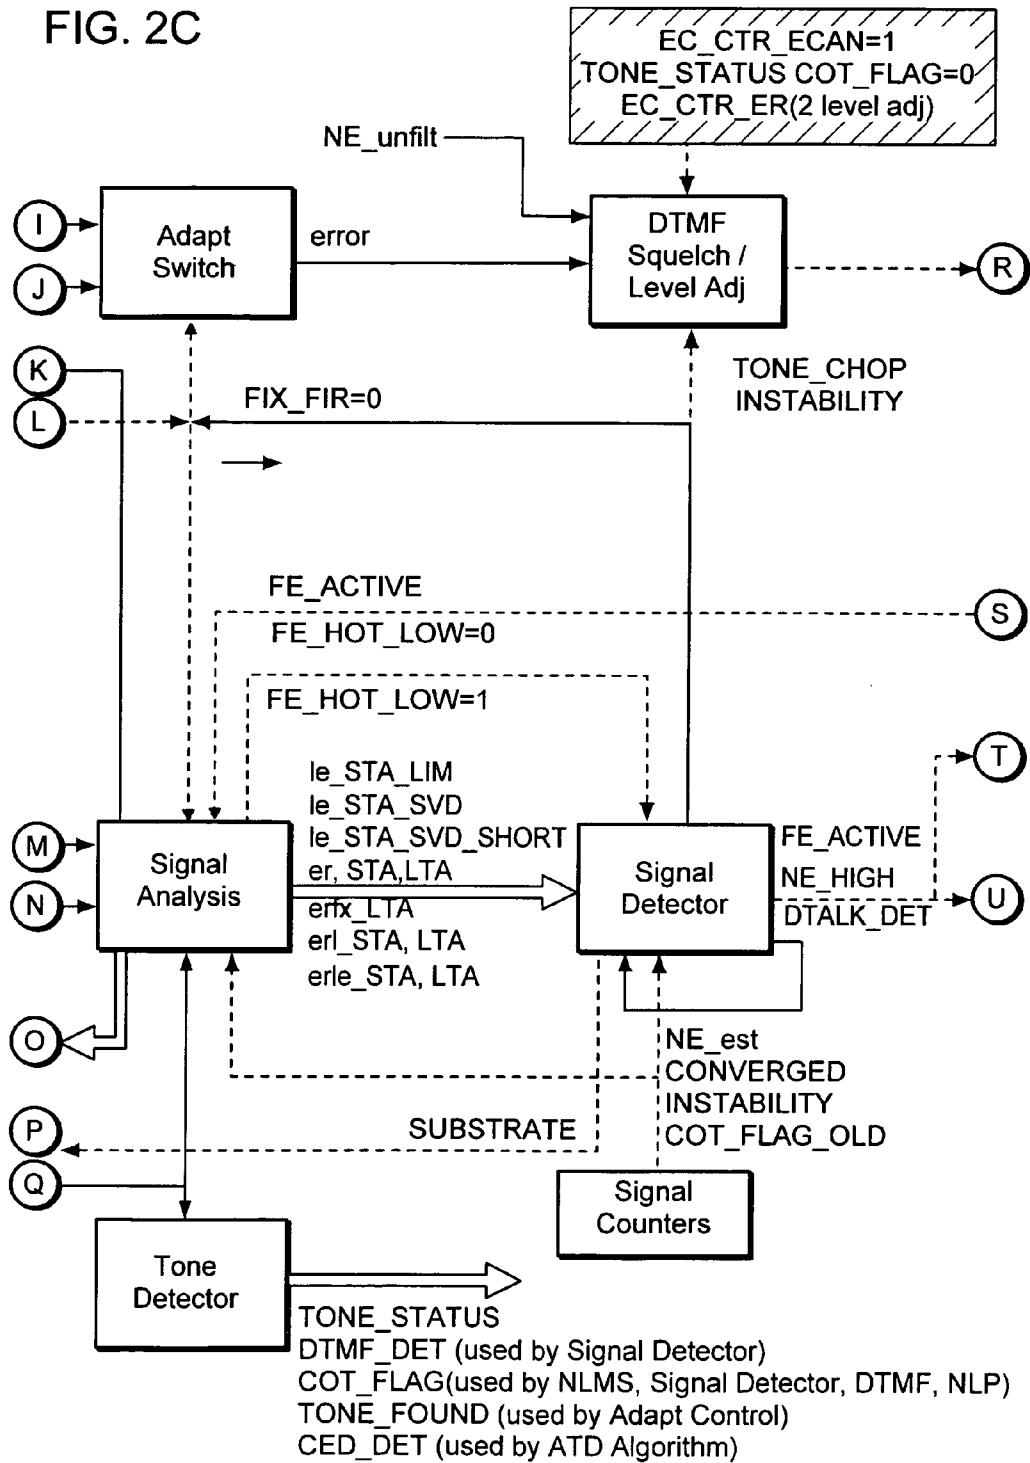 FIG. 2C
EC_CTR_ECAN=1
TONE_STATUS COT_FLAG=0
EC_CTR_ER(2 level adj)
NE_unfilt
I
J
Adapt
Switch
error
DTMF
Squelch /
Level Adj
R
K
L
FIX_FIR=0
TONE_CHOP
INSTABILITY
FE_ACTIVE
FE_HOT_LOW=0
S
FE_HOT_LOW=1
T
le_STA_LIM
le_STA_SVD
le_STA_SVD_SHORT
er, STA,LTA
erfx_LTA
erl_STA, LTA
erle_STA, LTA
M
N
Signal
Analysis
Signal
Detector
FE_ACTIVE
NE_HIGH
DTALK_DET
U
O
NE_est
CONVERGED
INSTABILITY
COT_FLAG_OLD
P
SUBSTRATE
Q
Signal
Counters
Tone
Detector
TONE_STATUS
DTMF_DET (used by Signal Detector)
COT_FLAG(used by NLMS, Signal Detector, DTMF, NLP)
TONE_FOUND (used by Adapt Control)
CED_DET (used by ATD Algorithm)